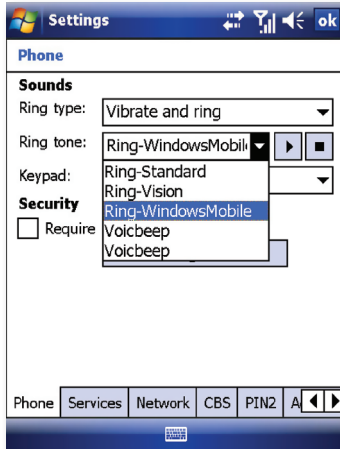 Settings
ok
Phone
Sounds
Ring type: Vibrate and ring
Ring tone: Ring-WindowsMobil
Ring-Standard
Keypad:
Ring-Vision
Security
Ring-WindowsMobile
Require
Voicbeep
Voicbeep
Phone Services Network CBS PIN2 A